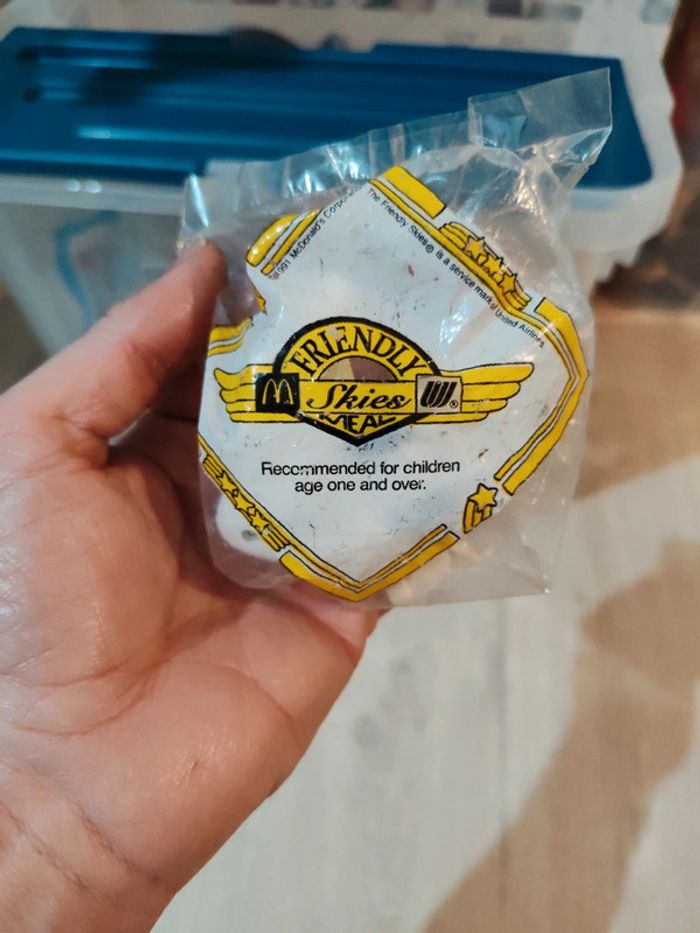 ©1991 McDonald's
The Friendly Skies® is a service mark of United Airlines
FRIENDLY
Skies
MEAL
®
Recommended for children
age one and over.